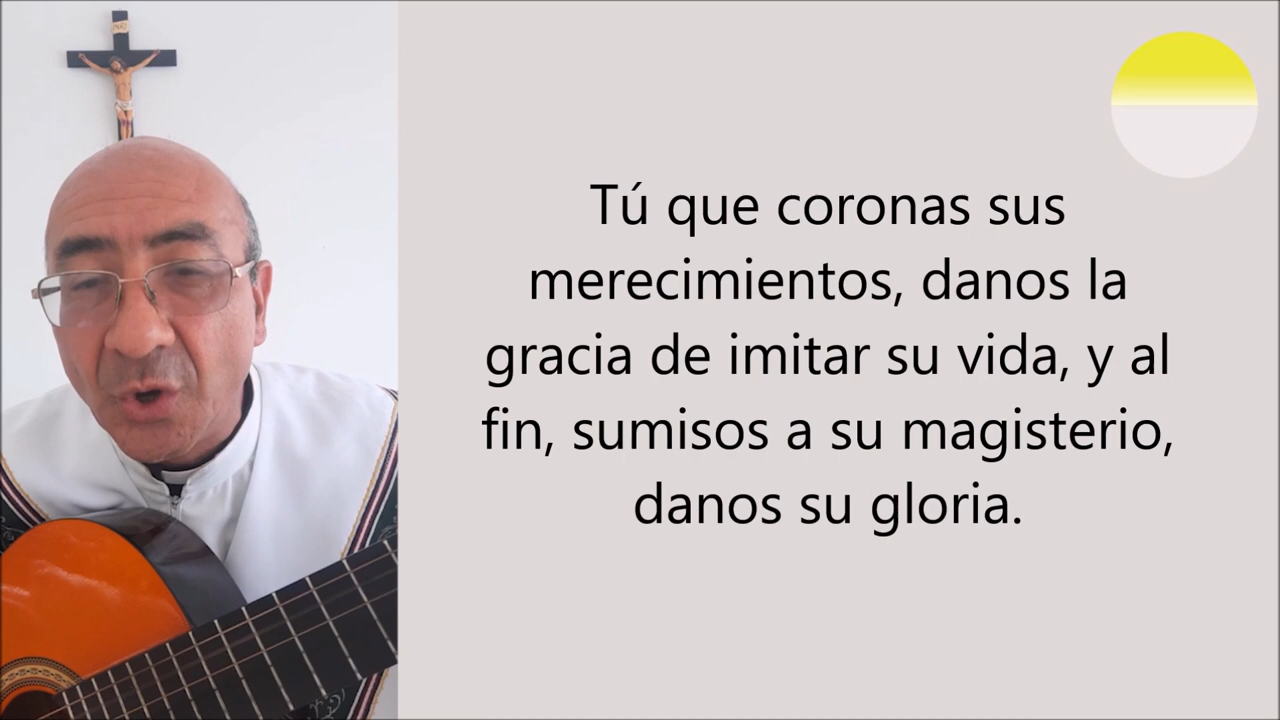 Tú que coronas sus
merecimientos, danos la
gracia de imitar su vida, y al
fin, sumisos a su magisterio,
danos su gloria.